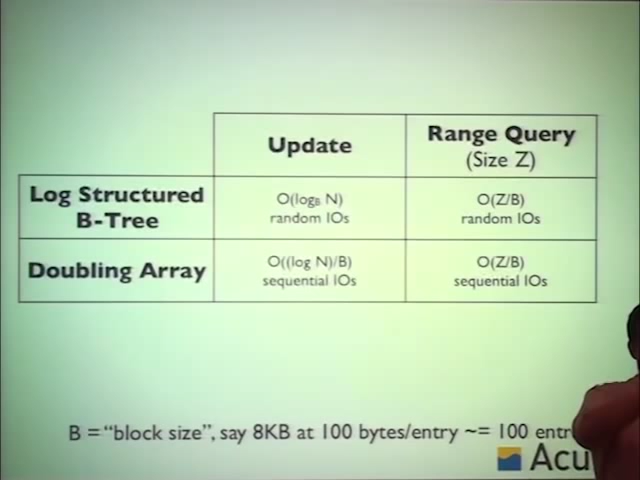 Update
Range Query
(Size Z)
Log Structured
B-Tree
O(logB N)
random IOs
O(Z/B)
random IOs
Doubling Array
O((log N)/B)
sequential IOs
O(Z/B)
sequential IOs
B = “block size”, say 8KB at 100 bytes/entry ~= 100 entr
Acu